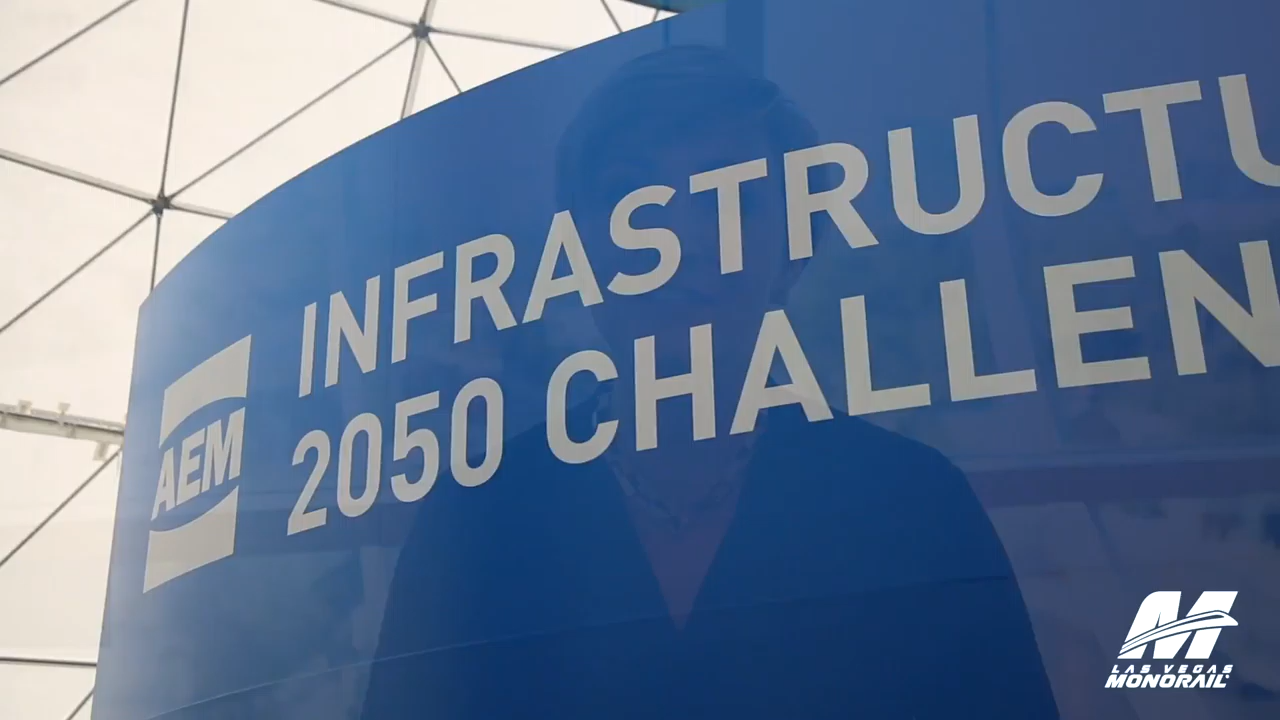 AEM
INFRASTRUCTU
2050 CHALLEN
LAS VEGAS
MONORAIL